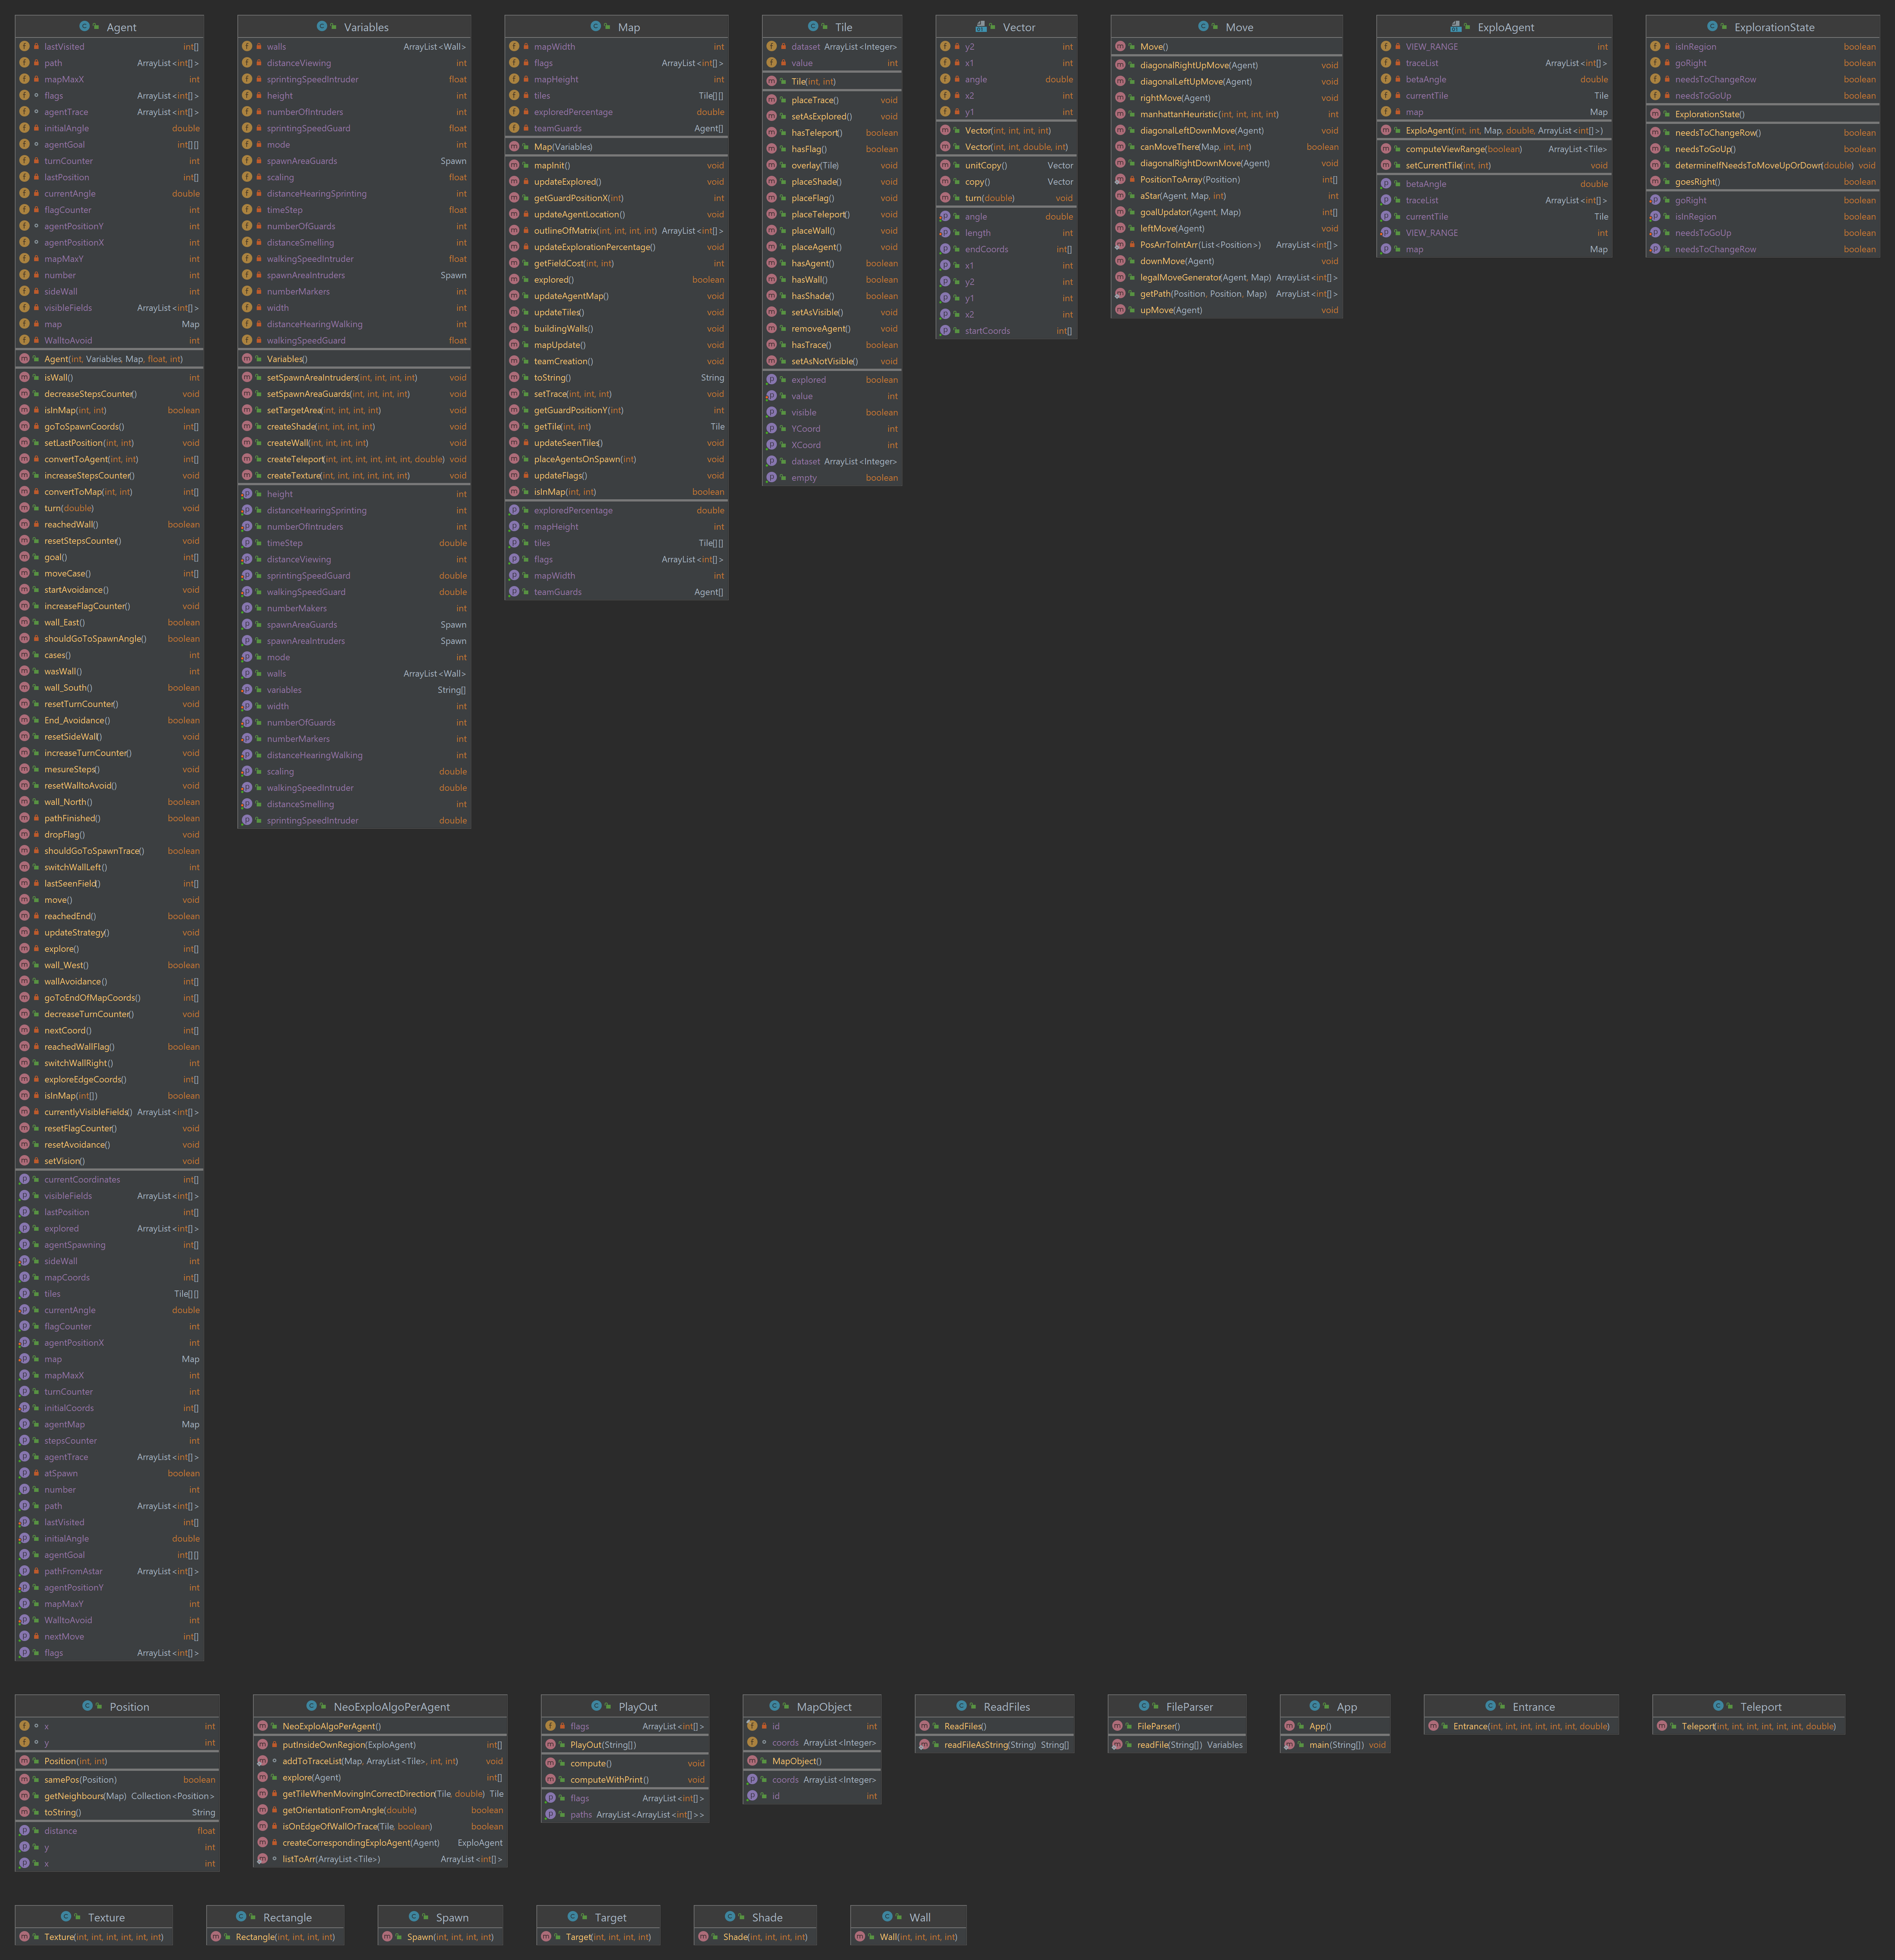 Agent
lastVisited int[]
path ArrayList<int[]>
mapMaxX int
flags ArrayList<int[]>
agentTrace ArrayList<int[]>
initialAngle double
agentGoal int[][]
turnCounter int
lastPosition int[]
currentAngle double
flagCounter int
agentPositionY int
agentPositionX int
mapMaxY int
number int
sideWall int
visibleFields ArrayList<int[]>
map Map
WalltoAvoid int
Agent(int, Variables, Map, float, int)
isWall() int
decreaseStepsCounter() void
isInMap(int, int) boolean
goToSpawnCoords() int[]
setLastPosition(int, int) void
convertToAgent(int, int) int[]
increaseStepsCounter() void
convertToMap(int, int) int[]
turn(double) void
reachedWall() boolean
resetStepsCounter() void
goal() int[]
moveCase() int[]
startAvoidance() void
increaseFlagCounter() void
wall_East() boolean
shouldGoToSpawnAngle() boolean
cases() int
wasWall() int
wall_South() boolean
resetTurnCounter() void
End_Avoidance() boolean
resetSideWall() void
increaseTurnCounter() void
mesureSteps() void
resetWalltoAvoid() void
wall_North() boolean
pathFinished() boolean
dropFlag() void
shouldGoToSpawnTrace() boolean
switchWallLeft() int
lastSeenField() int[]
move() void
reachedEnd() boolean
updateStrategy() void
explore() int[]
wall_West() boolean
wallAvoidance() int[]
goToEndOfMapCoords() int[]
decreaseTurnCounter() void
nextCoord() int[]
reachedWallFlag() boolean
switchWallRight() int
exploreEdgeCoords() int[]
isInMap(int[]) boolean
currentlyVisibleFields() ArrayList<int[]>
resetFlagCounter() void
resetAvoidance() void
setVision() void
currentCoordinates int[]
visibleFields ArrayList<int[]>
lastPosition int[]
explored ArrayList<int[]>
agentSpawning int[]
sideWall int
mapCoords int[]
tiles Tile[][]
currentAngle double
flagCounter int
agentPositionX int
map Map
mapMaxX int
turnCounter int
initialCoords int[]
agentMap Map
stepsCounter int
agentTrace ArrayList<int[]>
atSpawn boolean
number int
path ArrayList<int[]>
lastVisited int[]
initialAngle double
agentGoal int[][]
pathFromAstar ArrayList<int[]>
agentPositionY int
mapMaxY int
WalltoAvoid int
nextMove int[]
flags ArrayList<int[]>
Variables
walls ArrayList<Wall>
distanceViewing int
sprintingSpeedIntruder float
height int
numberOfIntruders int
sprintingSpeedGuard float
mode int
spawnAreaGuards Spawn
scaling float
distanceHearingSprinting int
timeStep float
numberOfGuards int
distanceSmelling int
walkingSpeedIntruder float
spawnAreaIntruders Spawn
numberMarkers int
width int
distanceHearingWalking int
walkingSpeedGuard float
Variables()
setSpawnAreaIntruders(int, int, int, int) void
setSpawnAreaGuards(int, int, int, int) void
setTargetArea(int, int, int, int) void
createShade(int, int, int, int) void
createWall(int, int, int, int) void
createTeleport(int, int, int, int, int, int, double) void
createTexture(int, int, int, int, int, int) void
height int
distanceHearingSprinting int
numberOfIntruders int
timeStep double
distanceViewing int
sprintingSpeedGuard double
walkingSpeedGuard double
numberMakers int
spawnAreaGuards Spawn
spawnAreaIntruders Spawn
mode int
walls ArrayList<Wall>
variables String[]
width int
numberOfGuards int
numberMarkers int
distanceHearingWalking int
scaling double
walkingSpeedIntruder double
distanceSmelling int
sprintingSpeedIntruder double
Map
mapWidth int
flags ArrayList<int[]>
mapHeight int
tiles Tile[][]
exploredPercentage double
teamGuards Agent[]
Map(Variables)
mapInit() void
updateExplored() void
getGuardPositionX(int) int
updateAgentLocation() void
outlineOfMatrix(int, int, int, int) ArrayList<int[]>
updateExplorationPercentage() void
getFieldCost(int, int) int
explored() boolean
updateAgentMap() void
updateTiles() void
buildingWalls() void
mapUpdate() void
teamCreation() void
toString() String
setTrace(int, int, int) void
getGuardPositionY(int) int
getTile(int, int) Tile
updateSeenTiles() void
placeAgentsOnSpawn(int) void
updateFlags() void
isInMap(int, int) boolean
exploredPercentage double
mapHeight int
tiles Tile[][]
flags ArrayList<int[]>
mapWidth int
teamGuards Agent[]
Tile
dataset ArrayList<Integer>
value int
Tile(int, int)
placeTrace() void
setAsExplored() void
hasTeleport() boolean
hasFlag() boolean
overlay(Tile) void
placeShade() void
placeFlag() void
placeTeleport() void
placeWall() void
placeAgent() void
hasAgent() boolean
hasWall() boolean
hasShade() boolean
setAsVisible() void
removeAgent() void
hasTrace() boolean
setAsNotVisible() void
explored boolean
value int
visible boolean
YCoord int
XCoord int
dataset ArrayList<Integer>
empty boolean
Vector
y2 int
x1 int
angle double
x2 int
y1 int
Vector(int, int, int, int)
Vector(int, int, double, int)
unitCopy() Vector
copy() Vector
turn(double) void
angle double
length int
endCoords int[]
x1 int
y2 int
y1 int
x2 int
startCoords int[]
Move
Move()
diagonalRightUpMove(Agent) void
diagonalLeftUpMove(Agent) void
rightMove(Agent) void
manhattanHeuristic(int, int, int, int) int
diagonalLeftDownMove(Agent) void
canMoveThere(Map, int, int) boolean
diagonalRightDownMove(Agent) void
PositionToArray(Position) int[]
aStar(Agent, Map, int) int
goalUpdator(Agent, Map) int[]
leftMove(Agent) void
PosArrToIntArr(List<Position>) ArrayList<int[]>
downMove(Agent) void
legalMoveGenerator(Agent, Map) ArrayList<int[]>
getPath(Position, Position, Map) ArrayList<int[]>
upMove(Agent) void
ExploAgent
VIEW_RANGE int
traceList ArrayList<int[]>
betaAngle double
currentTile Tile
map Map
ExploAgent(int, int, Map, double, ArrayList<int[]>)
computeViewRange(boolean) ArrayList<Tile>
setCurrentTile(int, int) void
betaAngle double
traceList ArrayList<int[]>
currentTile Tile
VIEW_RANGE int
map Map
ExplorationState
isInRegion boolean
goRight boolean
needsToChangeRow boolean
needsToGoUp boolean
ExplorationState()
needsToChangeRow() boolean
needsToGoUp() boolean
determineIfNeedsToMoveUpOrDown(double) void
goesRight() boolean
goRight boolean
isInRegion boolean
needsToGoUp boolean
needsToChangeRow boolean
Position
x int
y int
Position(int, int)
samePos(Position) boolean
getNeighbours(Map) Collection<Position>
toString() String
distance float
y int
x int
NeoExploAlgoPerAgent
NeoExploAlgoPerAgent()
putInsideOwnRegion(ExploAgent) int[]
addToTraceList(Map, ArrayList<Tile>, int, int) void
explore(Agent) int[]
getTileWhenMovingInCorrectDirection(Tile, double) Tile
getOrientationFromAngle(double) boolean
isOnEdgeOfWallOrTrace(Tile, boolean) boolean
createCorrespondingExploAgent(Agent) ExploAgent
listToArr(ArrayList<Tile>) ArrayList<int[]>
PlayOut
flags ArrayList<int[]>
PlayOut(String[])
compute() void
computeWithPrint() void
flags ArrayList<int[]>
paths ArrayList<ArrayList<int[]>>
MapObject
id int
coords ArrayList<Integer>
MapObject()
coords ArrayList<Integer>
id int
ReadFiles
ReadFiles()
readFileAsString(String) String[]
FileParser
FileParser()
readFile(String[]) Variables
App
App()
main(String[]) void
Entrance
Entrance(int, int, int, int, int, int, double)
Teleport
Teleport(int, int, int, int, int, int, double)
Texture
Texture(int, int, int, int, int, int)
Rectangle
Rectangle(int, int, int, int)
Spawn
Spawn(int, int, int, int)
Target
Target(int, int, int, int)
Shade
Shade(int, int, int, int)
Wall
Wall(int, int, int, int)